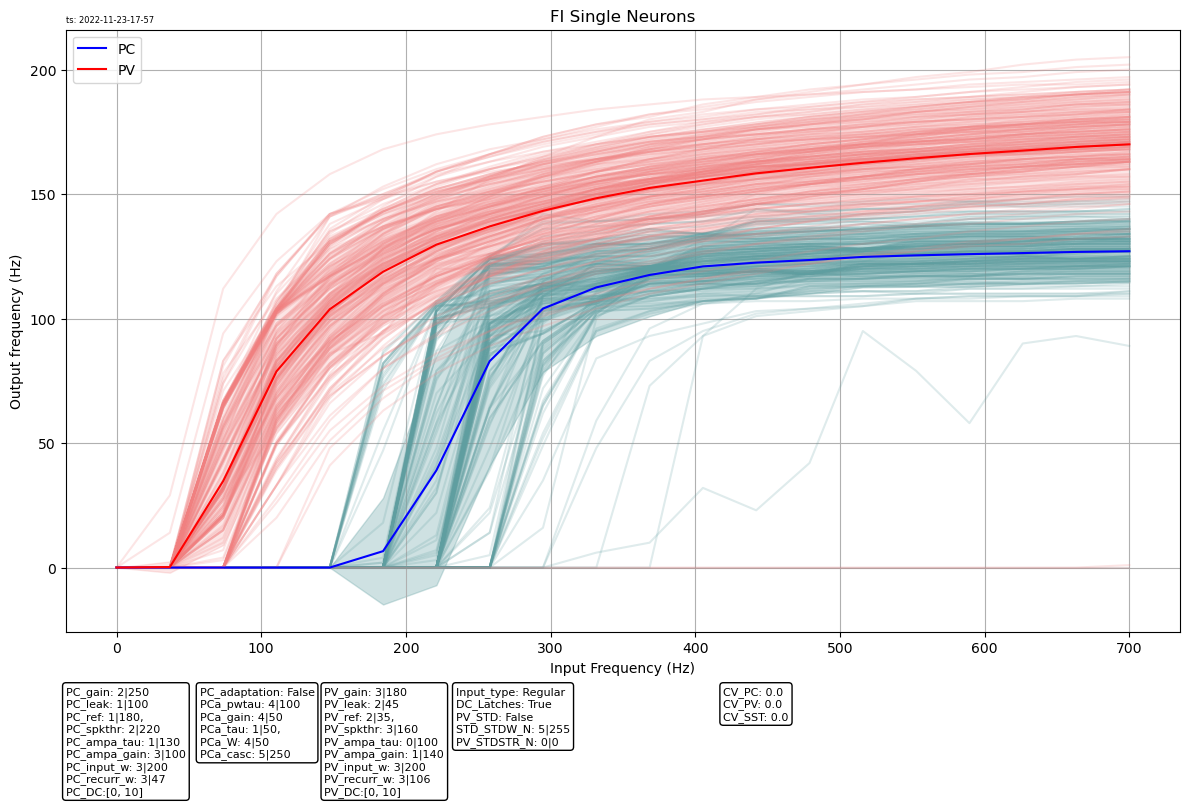 ts: 2022-11-23-17-57
FI Single Neurons
PC
PV
Output frequency (Hz)
200
150
100
50
0
0 100 200 300 400 500 600 700
Input Frequency (Hz)
PC_gain: 2|250
PC_leak: 1|100
PC_ref: 1|180,
PC_spkthr: 2|220
PC_ampa_tau: 1|130
PC_ampa_gain: 3|100
PC_input_w: 3|200
PC_recurr_w: 3|47
PC_DC:[0, 10]
PC_adaptation: False
PCa_pwtau: 4|100
PCa_gain: 4|50
PCa_tau: 1|50,
PCa_W: 4|50
PCa_casc: 5|250
PV_gain: 3|180
PV_leak: 2|45
PV_ref: 2|35,
PV_spkthr: 3|160
PV_ampa_tau: 0|100
PV_ampa_gain: 1|140
PV_input_w: 3|200
PV_recurr_w: 3|106
PV_DC:[0, 10]
Input_type: Regular
DC_Latches: True
PV_STD: False
STD_STDW_N: 5|255
PV_STDSTR_N: 0|0
CV_PC: 0.0
CV_PV: 0.0
CV_SST: 0.0